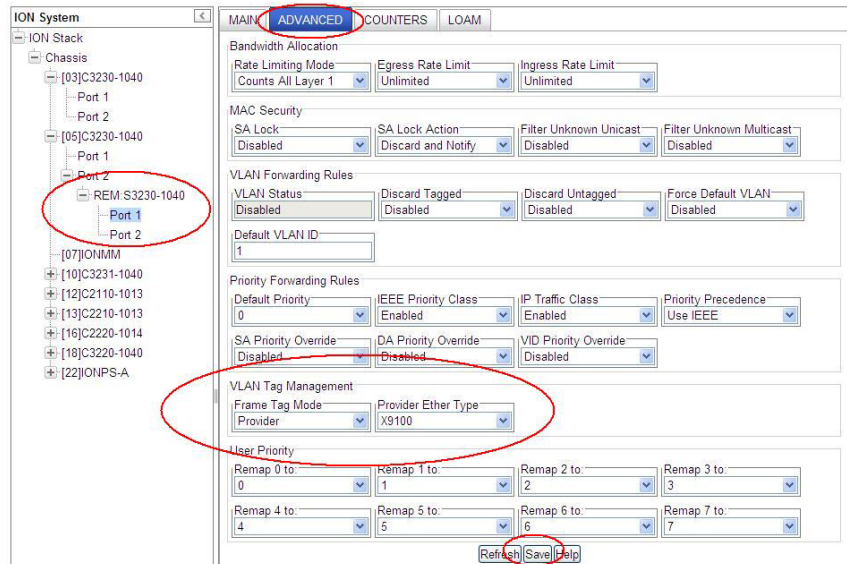 ION System
<
ION Stack
Chassis
[03]C3230-1040
Port 1
Port 2
[05]C3230-1040
Port 1
Port 2
REM:S3230-1040
Port 1
Port 2
[07]IONMM
[10]C3231-1040
[12]C2110-1013
[13]C2210-1013
[16]C2220-1014
[18]C3220-1040
[22]IONPS-A
MAIN ADVANCED COUNTERS LOAM
Bandwidth Allocation
Rate Limiting Mode Egress Rate Limit Ingress Rate Limit
Counts All Layer 1 Unlimited Unlimited
MAC Security
SA Lock SA Lock Action Filter Unknown Unicast Filter Unknown Multicast
Disabled Discard and Notify Disabled Disabled
VLAN Forwarding Rules
VLAN Status Discard Tagged Discard Untagged Force Default VLAN
Disabled Disabled Disabled Disabled
Default VLAN ID
1
Priority Forwarding Rules
Default Priority IEEE Priority Class IP Traffic Class Priority Precedence
0 Enabled Enabled Use IEEE
SA Priority Override DA Priority Override VID Priority Override
Disabled Disabled Disabled
VLAN Tag Management
Frame Tag Mode Provider Ether Type
Provider X9100
User Priority
Remap 0 to: Remap 1 to: Remap 2 to: Remap 3 to:
0 1 2 3
Remap 4 to: Remap 5 to: Remap 6 to: Remap 7 to:
4 5 6 7
Refresh Save Help